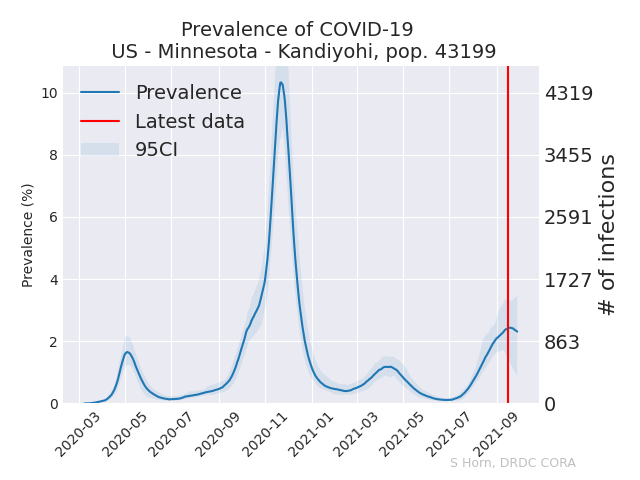 Prevalence of COVID-19
US - Minnesota - Kandiyohi, pop. 43199
Prevalence
Latest data
95CI
Prevalence (%)
10
8
6
4
2
0
4319
3455
2591
1727
863
0
# of infections
2020-03
2020-05
2020-07
2020-09
2020-11
2021-01
2021-03
2021-05
2021-07
2021-09
S Horn, DRDC CORA